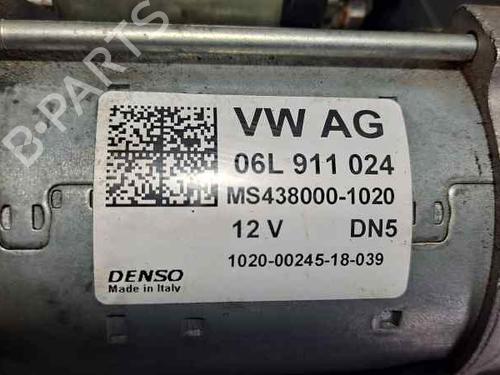 B-PARTS
VW AG
06L 911 024
MS438000-1020
12 V DN5
1020-00245-18-039
DENSO
Made in Italy